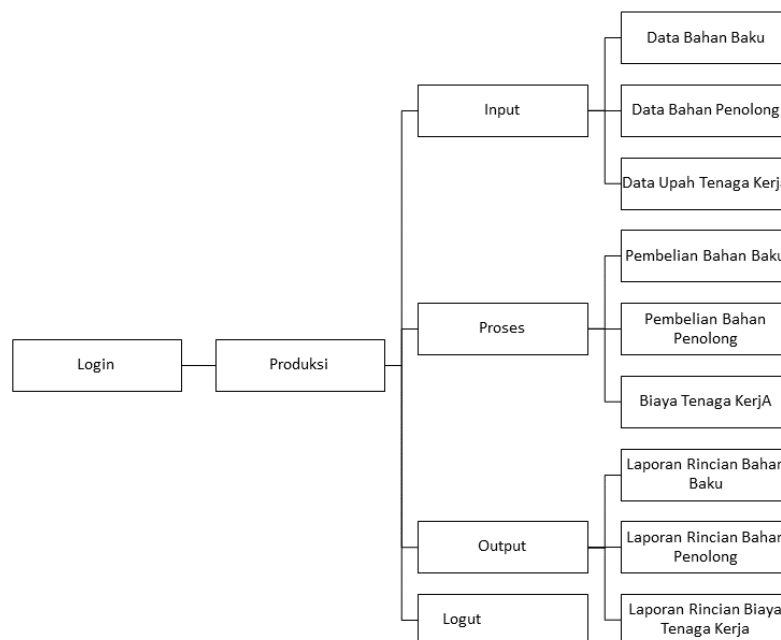 Data Bahan Baku
Input
Data Bahan Penolong
Data Upah Tenaga Kerja
Pembelian Bahan Baku
Proses
Pembelian Bahan
Penolong
Login
Produksi
Biaya Tenaga KerjA
Laporan Rincian Bahan
Baku
Output
Laporan Rincian Bahan
Penolong
Logut
Laporan Rincian Biaya
Tenaga Kerja